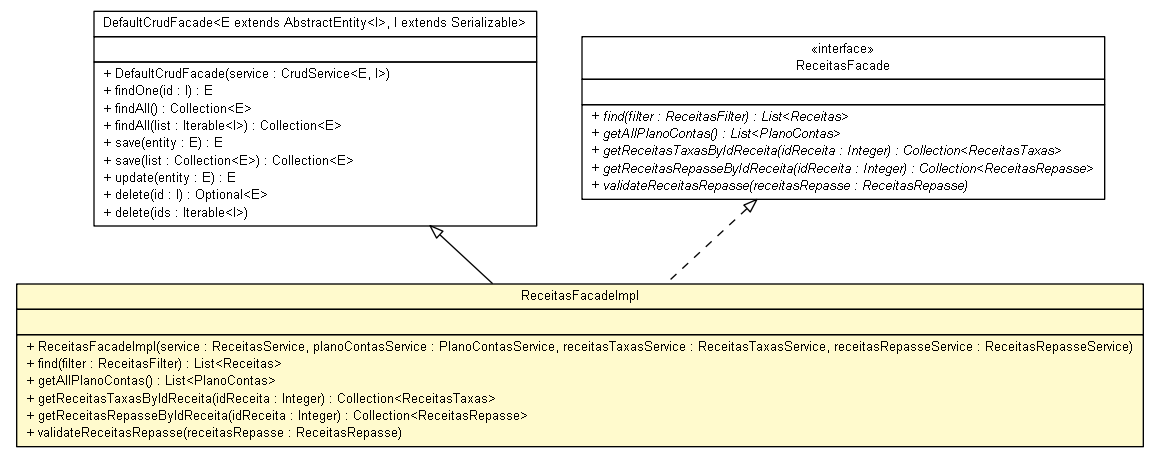 DefaultCrudFacade<E extends AbstractEntity<I>, I extends Serializable>
+ DefaultCrudFacade(service : CrudService<E, I>)
+ findOne(id : I) : E
+ findAll() : Collection<E>
+ findAll(list : Iterable<I>) : Collection<E>
+ save(entity : E) : E
+ save(list : Collection<E>) : Collection<E>
+ update(entity : E) : E
+ delete(id : I) : Optional<E>
+ delete(ids : Iterable<I>)
«interface»
ReceitasFacade
+ find(filter : ReceitasFilter) : List<Receitas>
+ getAllPlanoContas() : List<PlanoContas>
+ getReceitasTaxasByIdReceita(idReceita : Integer) : Collection<ReceitasTaxas>
+ getReceitasRepasseByIdReceita(idReceita : Integer) : Collection<ReceitasRepasse>
+ validateReceitasRepasse(receitasRepasse : ReceitasRepasse)
ReceitasFacadeImpl
+ ReceitasFacadeImpl(service : ReceitasService, planoContasService : PlanoContasService, receitasTaxasService : ReceitasTaxasService, receitasRepasseService : ReceitasRepasseService)
+ find(filter : ReceitasFilter) : List<Receitas>
+ getAllPlanoContas() : List<PlanoContas>
+ getReceitasTaxasByIdReceita(idReceita : Integer) : Collection<ReceitasTaxas>
+ getReceitasRepasseByIdReceita(idReceita : Integer) : Collection<ReceitasRepasse>
+ validateReceitasRepasse(receitasRepasse : ReceitasRepasse)